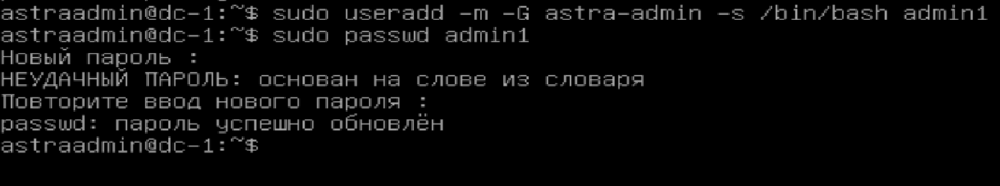 astraadmin@dc-1:~$ sudo useradd -m -G astra-admin -s /bin/bash admin1
astraadmin@dc-1:~$ sudo passwd admin1
Новый пароль :
НЕУДАЧНЫЙ ПАРОЛЬ: основан на слове из словаря
Повторите ввод нового пароля :
passwd: пароль успешно обновлён
astraadmin@dc-1:~$